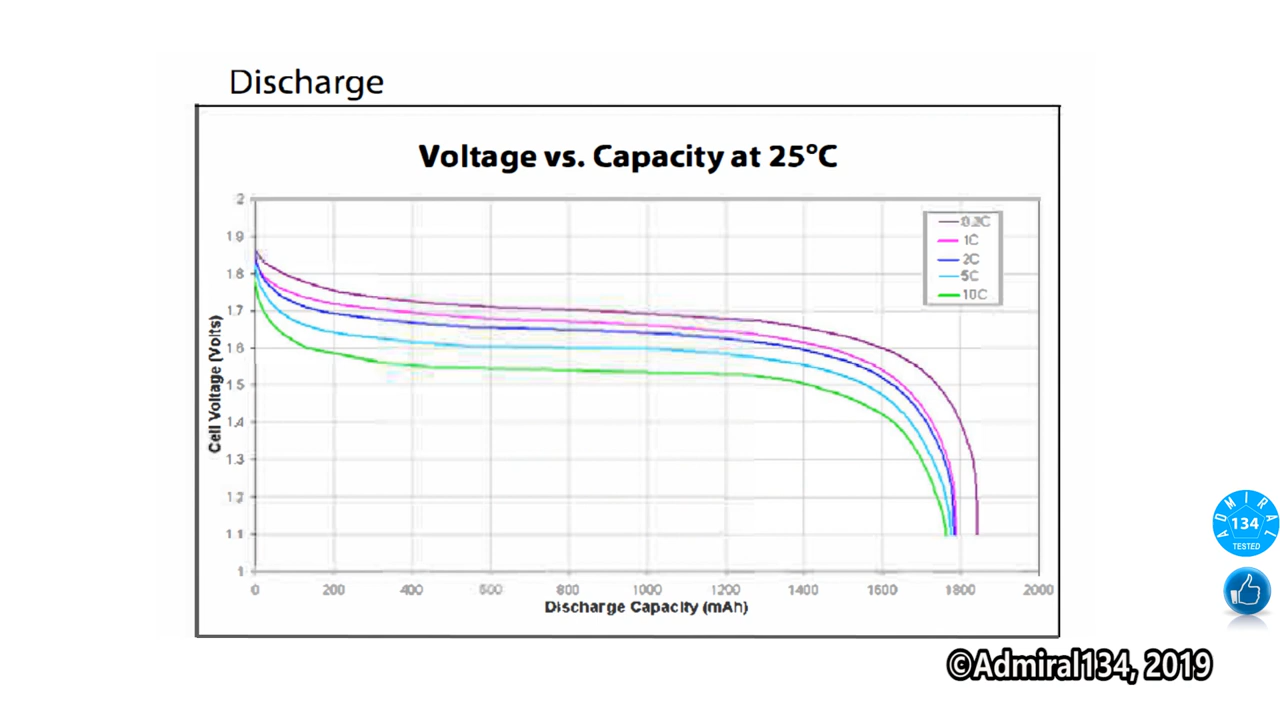 Discharge
Voltage vs. Capacity at 25°C
2
1.9
1.8
1.7
1.6
1.5
1.4
1.3
1.2
1.1
1
Cell Voltage (Volts)
0.2C
1C
2C
5C
10C
0 200 400 600 800 1000 1200 1400 1600 1800 2000
Discharge Capacity (mAh)
ADMIRAL
134
TESTED
©Admiral134, 2019